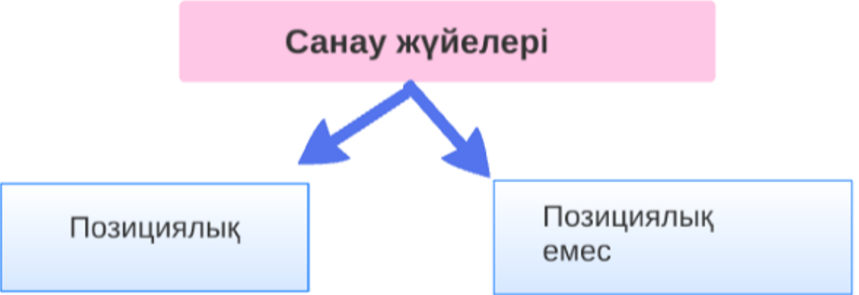 Санау жүйелері
Позициялық
Позициялық
емес